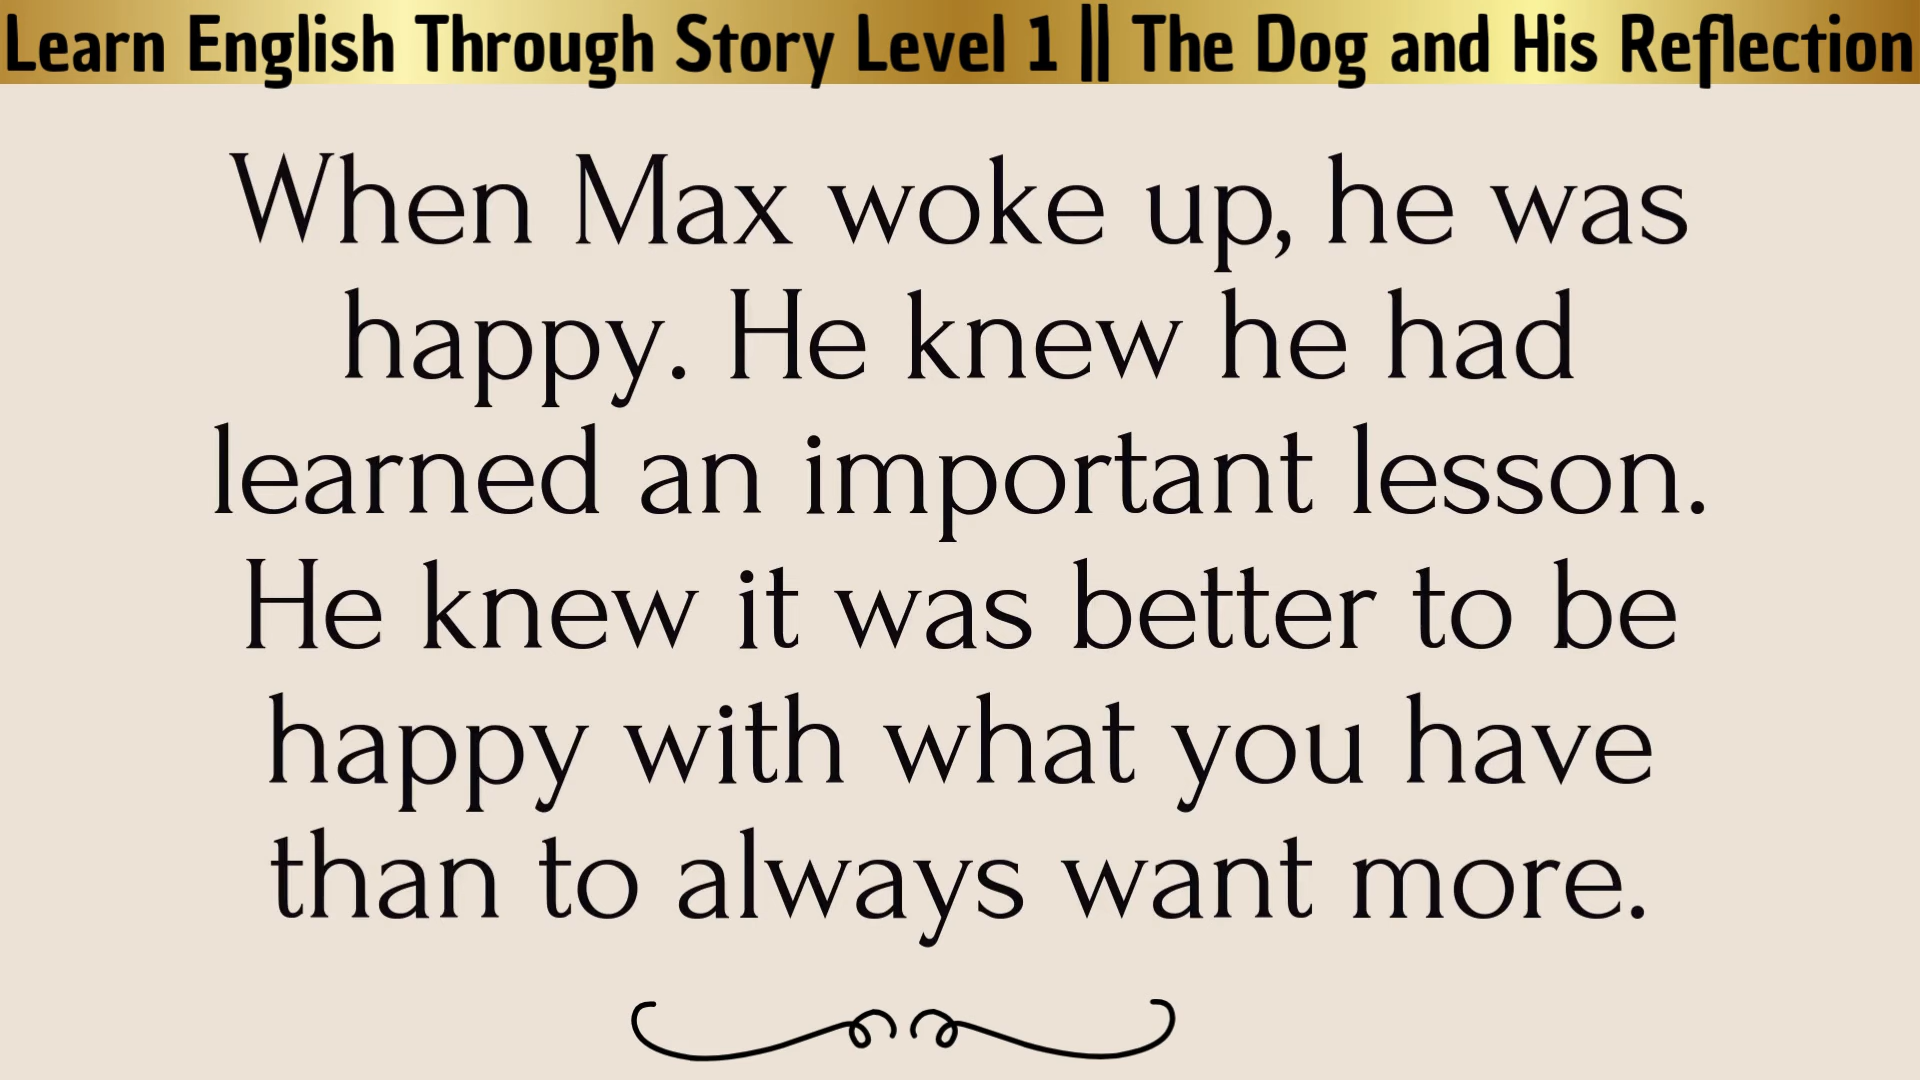 Learn English Through Story Level 1 || The Dog and His Reflection
When Max woke up, he was
happy. He knew he had
learned an important lesson.
He knew it was better to be
happy with what you have
than to always want more.